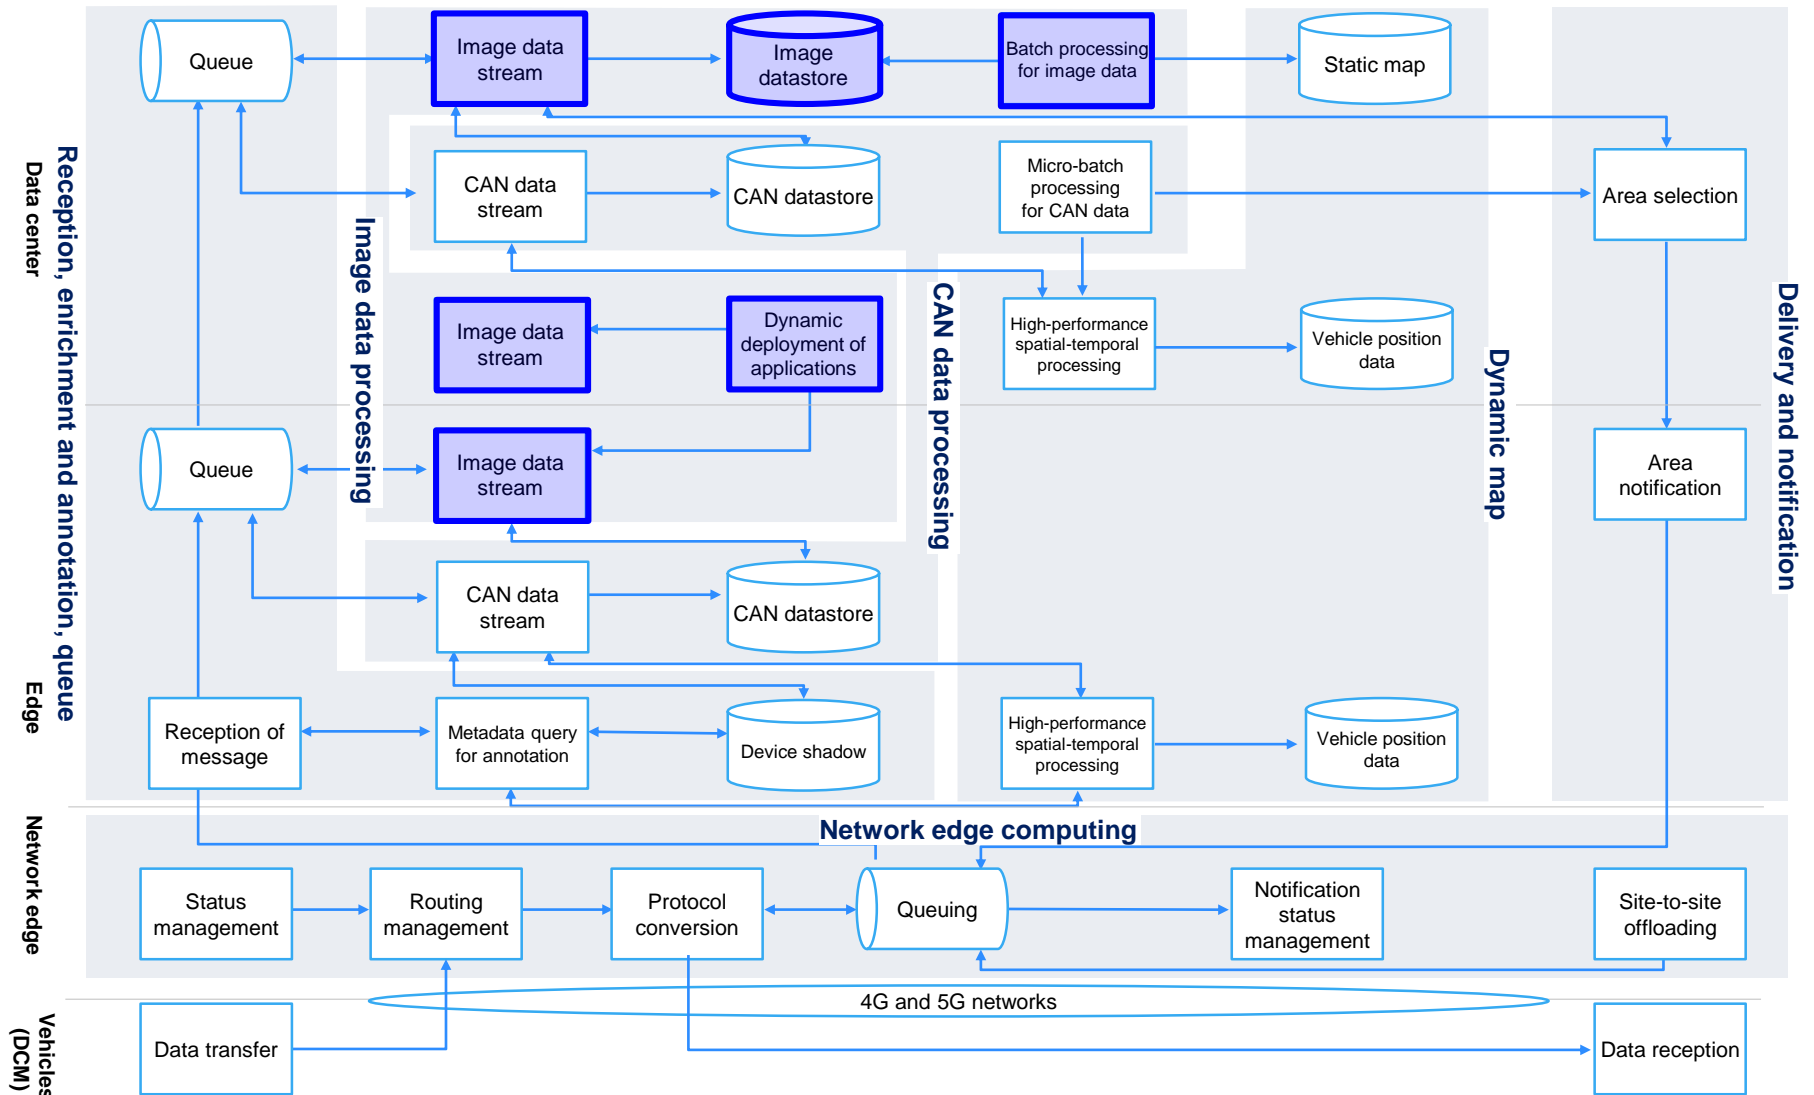 Queue
Image data
stream
Image
datastore
Batch processing
for image data
Static map
CAN data
stream
CAN datastore
Micro-batch
processing
for CAN data
Area selection
Data center
Reception, enrichment and annotation, queue
Image data processing
Image data
stream
Dynamic
deployment of
applications
CAN data processing
High-performance
spatial-temporal
processing
Vehicle position
data
Dynamic map
Delivery and notification
Queue
Image data
stream
Area
notification
CAN data
stream
CAN datastore
Edge
Reception of
message
Metadata query
for annotation
Device shadow
High-performance
spatial-temporal
processing
Vehicle position
data
Network edge computing
Network edge
Status
management
Routing
management
Protocol
conversion
Queuing
Notification
status
management
Site-to-site
offloading
4G and 5G networks
Vehicles
(DCM)
Data transfer
Data reception